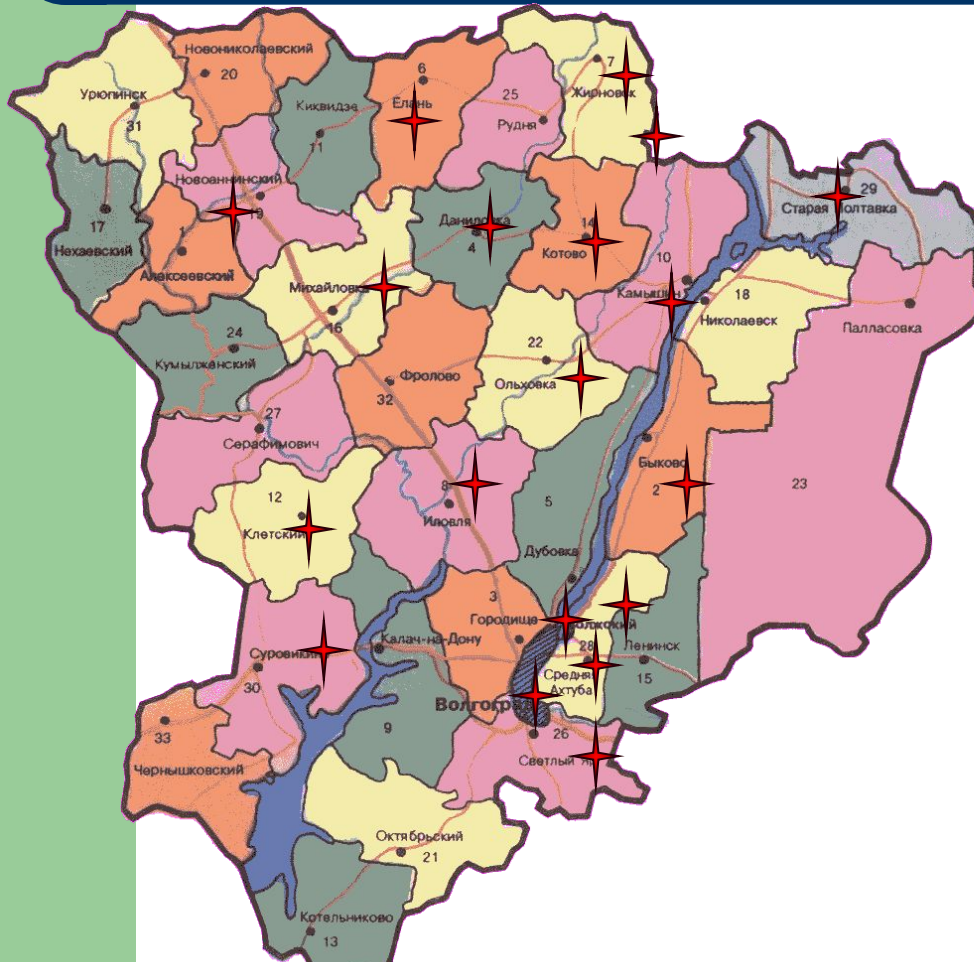 Новониколаевский
20
Урюпинск
31
Киквидзе
11
6
Елань
25
Рудня
7
Жирновск
29
Старая Полтавка
17
Нехаевский
Новоаннинский
19
1
Алексеевский
Даниловка
4
14
Котово
10
Камышин
18
Николаевск
Палласовка
Михайловка
16
24
Кумылженский
22
Ольховка
Фролово
32
27
Серафимович
Быково
2
23
12
Клетский
8
Иловля
5
Дубовка
3
Городище
Волжский
28
Средняя
Ахтуба
Ленинск
15
Калач-на-Дону
Суровикино
30
9
Волгоград
26
Светлый Яр
33
Чернышковский
Октябрьский
21
Котельниково
13